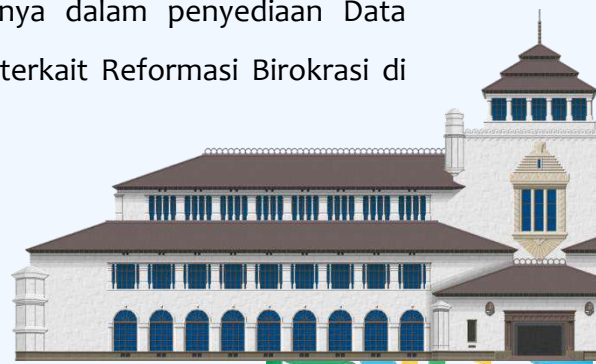 nya dalam penyediaan Data
terkait Reformasi Birokrasi di